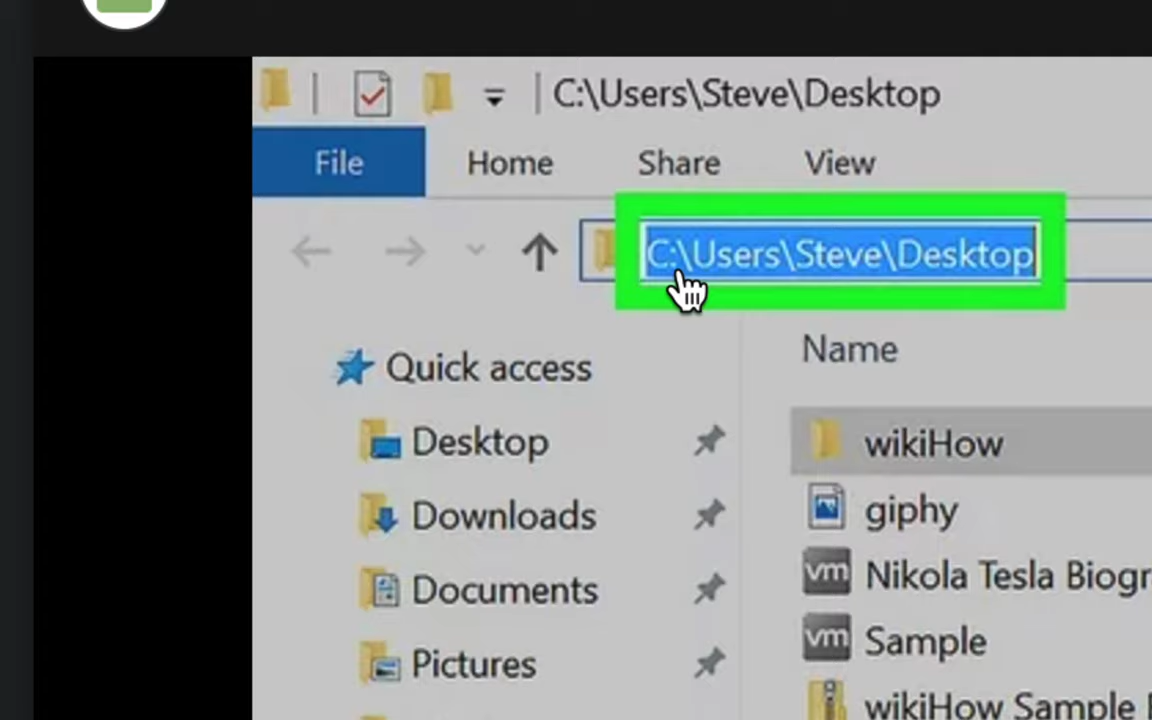 C:\Users\Steve\Desktop
File Home Share View
C:\Users\Steve\Desktop
Quick access
Name
Desktop
wikiHow
Downloads
giphy
Documents
Nikola Tesla Biogr
Pictures
Sample
wikiHow Sample